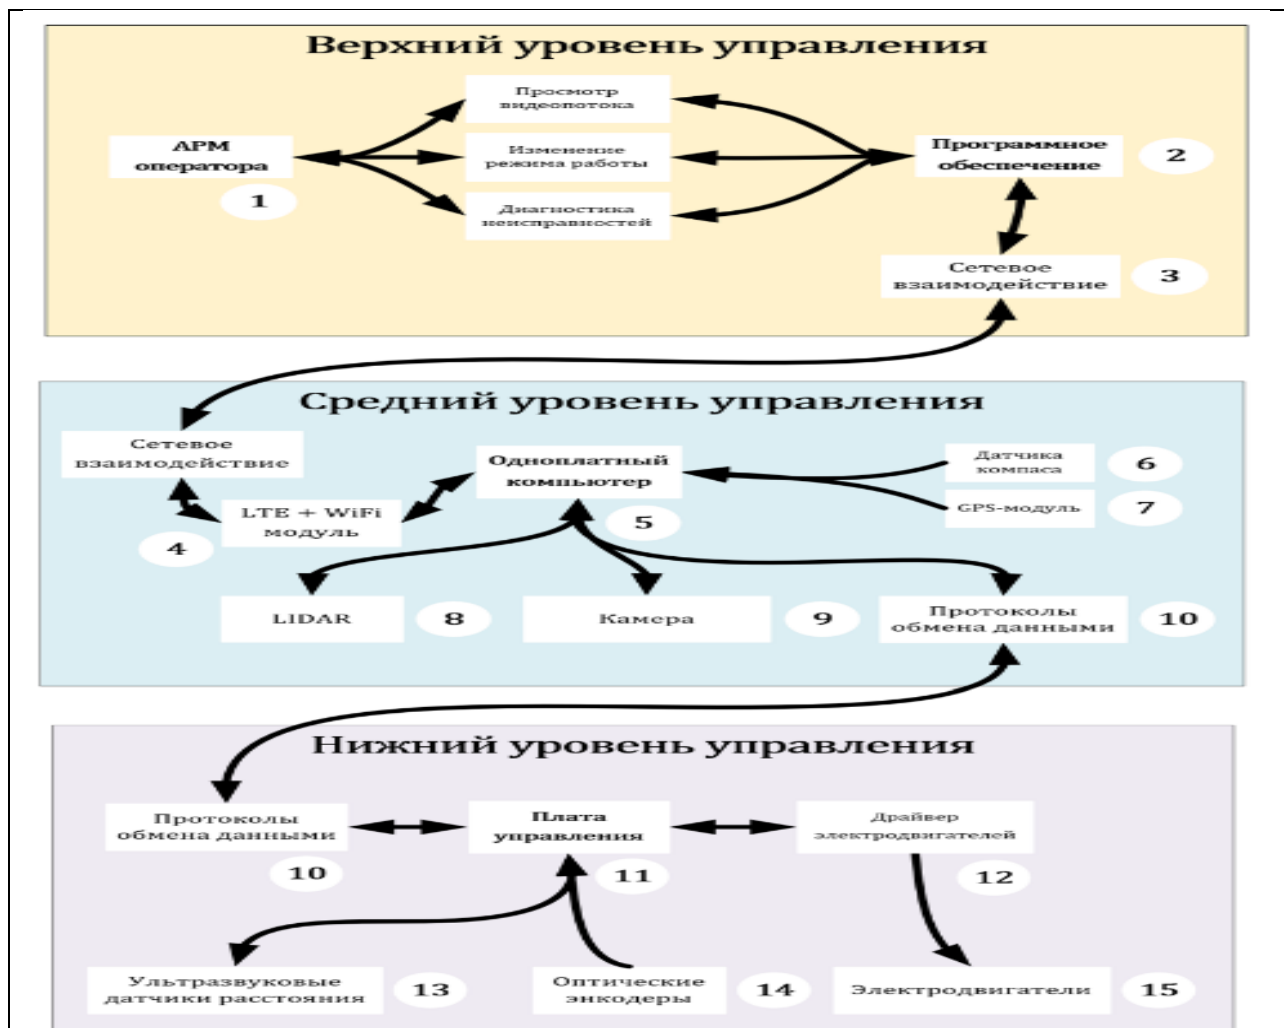 Верхний уровень управления
Просмотр
видеопотока
АРМ
оператора
1
Изменение
режима работы
Программное
обеспечение
2
Диагностика
неисправностей
Сетевое
взаимодействие
3
Средний уровень управления
Сетевое
взаимодействие
Одноплатный
компьютер
Датчика
компаса
6
LTE + WiFi
модуль
4
5
GPS-модуль
7
LIDAR
8
Камера
9
Протоколы
обмена данными
10
Нижний уровень управления
Протоколы
обмена данными
10
Плата
управления
11
Драйвер
электродвигателей
12
Ультразвуковые
датчики расстояния
13
Оптические
энкодеры
14
Электродвигатели
15